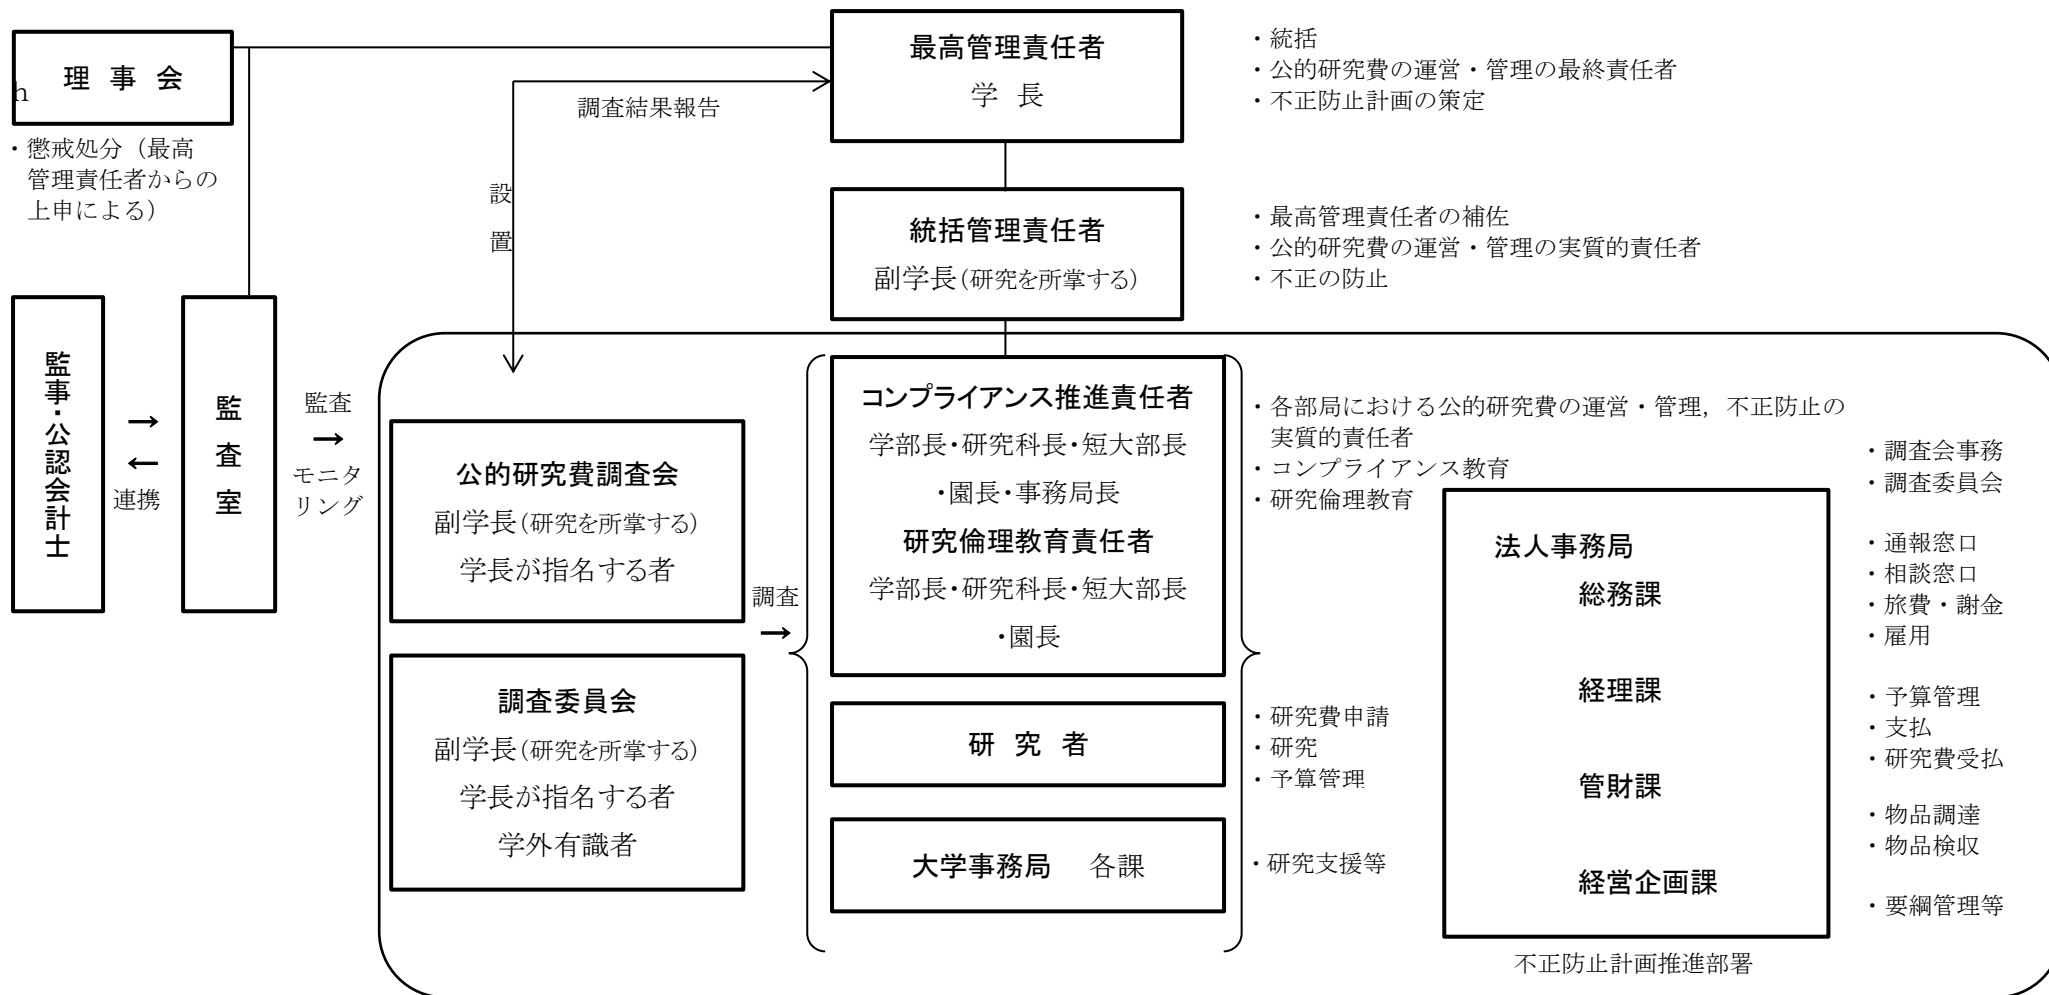 理 事 会
h
・懲戒処分（最高
管理責任者からの
上申による）
最高管理責任者
学 長
・統括
・公的研究費の運営・管理の最終責任者
・不正防止計画の策定
調査結果報告
設
置
統括管理責任者
副学長(研究を所掌する)
・最高管理責任者の補佐
・公的研究費の運営・管理の実質的責任者
・不正の防止
監事・公認会計士
→
←
連携
監査室
監査
→
モニタ
リング
公的研究費調査会
副学長(研究を所掌する)
学長が指名する者
調査委員会
副学長(研究を所掌する)
学長が指名する者
学外有識者
調査
→
コンプライアンス推進責任者
学部長・研究科長・短大部長
・園長・事務局長
研究倫理教育責任者
学部長・研究科長・短大部長
・園長
・各部局における公的研究費の運営・管理，不正防止の
実質的責任者
・コンプライアンス教育
・研究倫理教育
研 究 者
・研究費申請
・研究
・予算管理
大学事務局 各課
・研究支援等
法人事務局
総務課
経理課
管財課
経営企画課
・調査会事務
・調査委員会
・通報窓口
・相談窓口
・旅費・謝金
・雇用
・予算管理
・支払
・研究費受払
・物品調達
・物品検収
・要綱管理等
不正防止計画推進部署